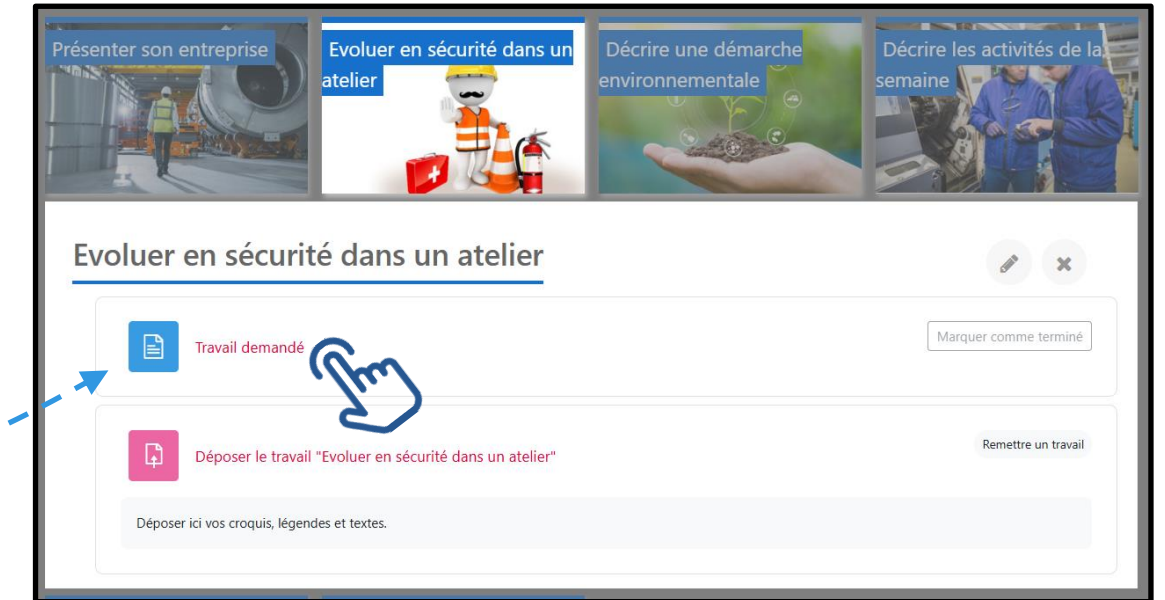 Présenter son entreprise
Evoluer en sécurité dans un
atelier
Décrire une démarche
environnementale
Décrire les activités de la
semaine
Evoluer en sécurité dans un atelier
Travail demandé
Marquer comme terminé
Déposer le travail "Evoluer en sécurité dans un atelier"
Remettre un travail
Déposer ici vos croquis, légendes et textes.